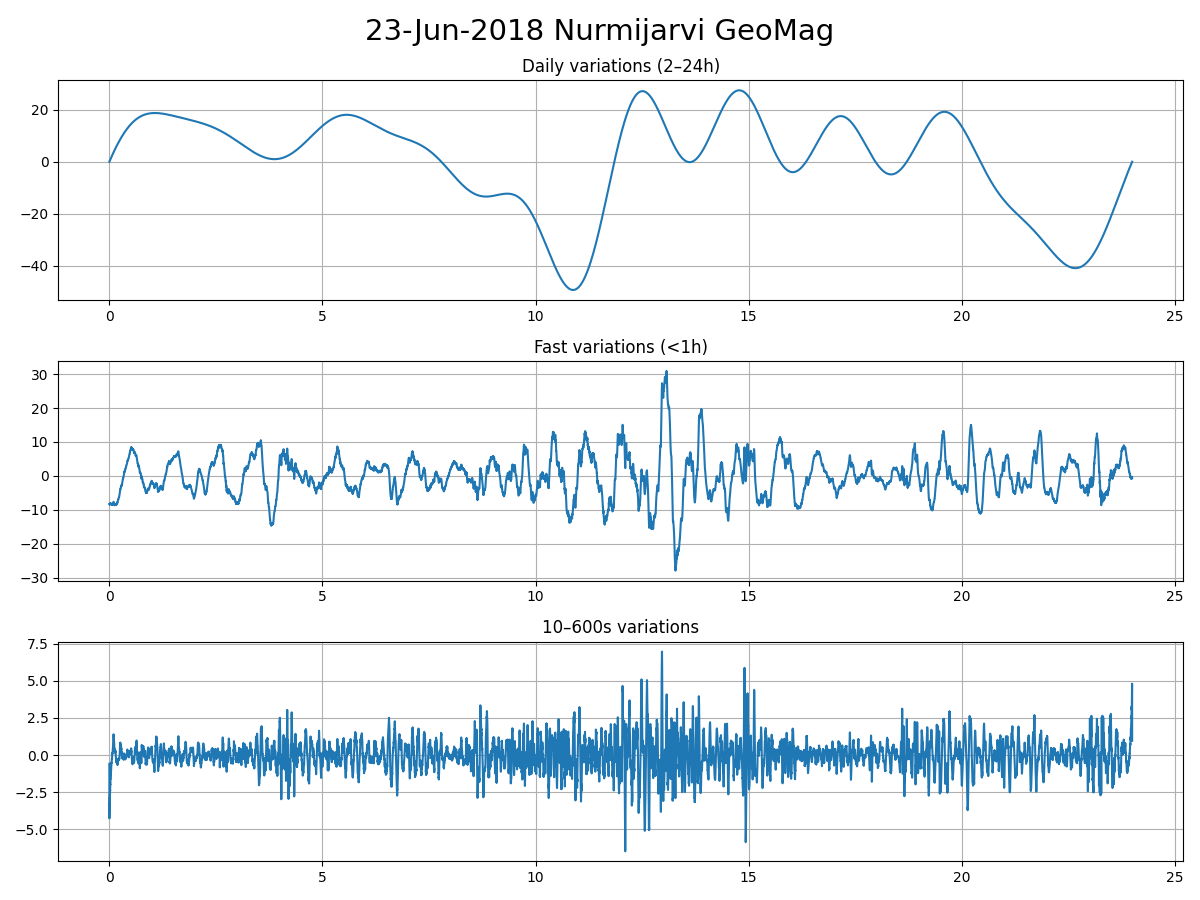 23-Jun-2018 Nurmijarvi GeoMag
Daily variations (2–24h)
20
0
−20
−40
0 5 10 15 20 25
Fast variations (<1h)
30
20
10
0
−10
−20
−30
0 5 10 15 20 25
10–600s variations
7.5
5.0
2.5
0.0
−2.5
−5.0
0 5 10 15 20 25